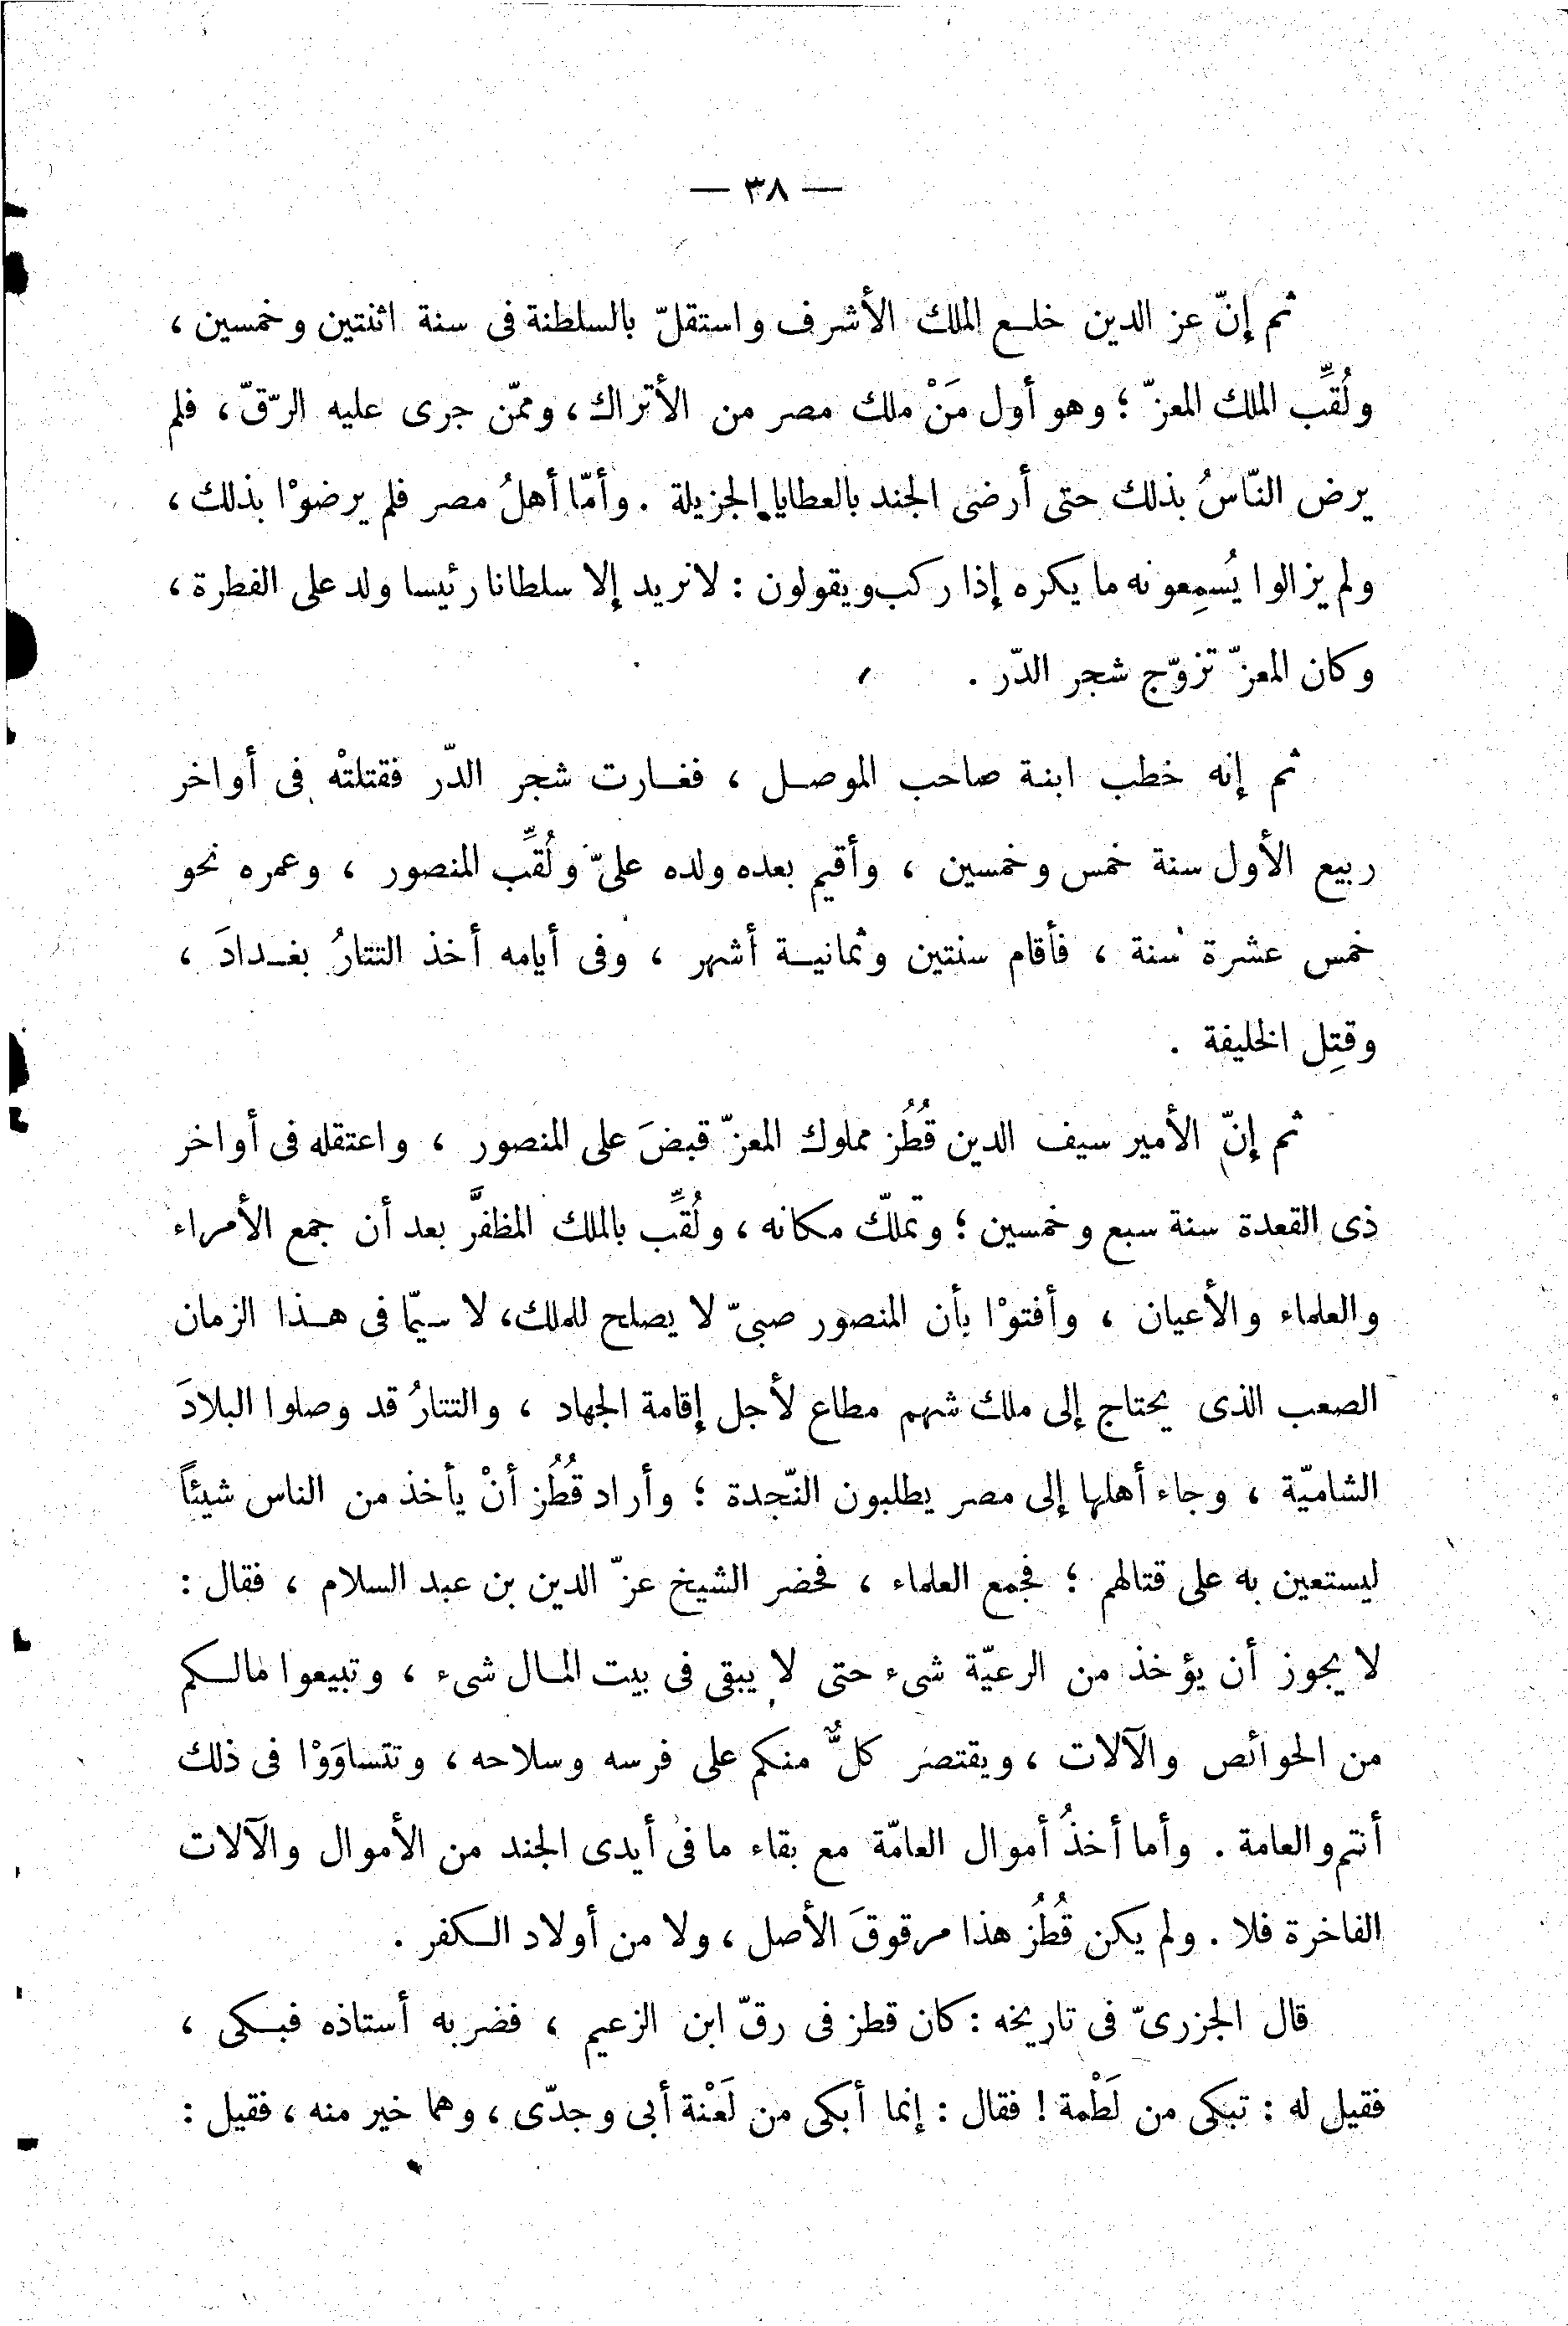 — ٣٨ —
ثم إنّ عز الدين خلع الملك الأشرف واستقلّ بالسلطنة فى سنة اثنتين وخمسين ،
ولُقِّب الملك المعزّ ؛ وهو أول مَنْ ملك مصر من الأتراك ، وممّن جرى عليه الرّقّ ، فلم
يرض النّاسُ بذلك حتى أرضى الجند بالعطايا الجزيلة . وأمّا أهلُ مصر فلم يرضوْا بذلك ،
ولم يزالوا يُسمِعونه ما يكره إذا ركب ويقولون : لا نريد إلا سلطانا رئيسا ولد على الفطرة ،
وكان المعزّ تزوّج شجر الدّر .
ثم إنه خطب ابنة صاحب الموصل ، فغارت شجر الدّر فقتلتْه فى أواخر
ربيع الأول سنة خمس وخمسين ، وأقيم بعده ولده علىّ ولُقِّب المنصور ، وعمره نحو
خمس عشرة سنة ، فأقام سنتين وثمانية أشهر ، وفى أيامه أخذ التتارُ بغدادَ ،
وقتِل الخليفة .
ثم إنّ الأمير سيف الدين قُطُز مملوك المعزّ قبضَ على المنصور ، واعتقله فى أواخر
ذى القعدة سنة سبع وخمسين ؛ وتملّك مكانه ، ولُقِّب بالملك المظفَّر بعد أن جمع الأمراء
والعلماء والأعيان ، وأفتوْا بأن المنصور صبىّ لا يصلح للملك ، لا سيّما فى هذا الزمان
الصعب الذى يحتاج إلى ملك شهم مطاع لأجل إقامة الجهاد ، والتتارُ قد وصلوا البلادَ
الشاميّة ، وجاء أهلها إلى مصر يطلبون النّجدة ؛ وأراد قُطُز أنْ يأخذ من الناس شيئاً
ليستعين به على قتالهم ؛ فجمع العلماء ، فحضر الشيخ عزّ الدين بن عبد السلام ، فقال :
لا يجوز أن يؤخذ من الرعيّة شىء حتى لا يبقى فى بيت المال شىء ، وتبيعوا مالكم
من الحوائص والآلات ، ويقتصر كلٌّ منكم على فرسه وسلاحه ، وتتساوَوْا فى ذلك
أنتم والعامة . وأما أخذُ أموال العامّة مع بقاء ما فى أيدى الجند من الأموال والآلات
الفاخرة فلا . ولم يكن قُطُز هذا مرقوقَ الأصل ، ولا من أولاد الكفر .
قال الجزرىّ فى تاريخه : كان قطز فى رقّ ابن الزعيم ، فضربه أستاذه فبكى ،
فقيل له : تبكى من لَطْمة ! فقال : إنما أبكى من لَعْنة أبى وجدّى ، وهما خير منه ، فقيل :